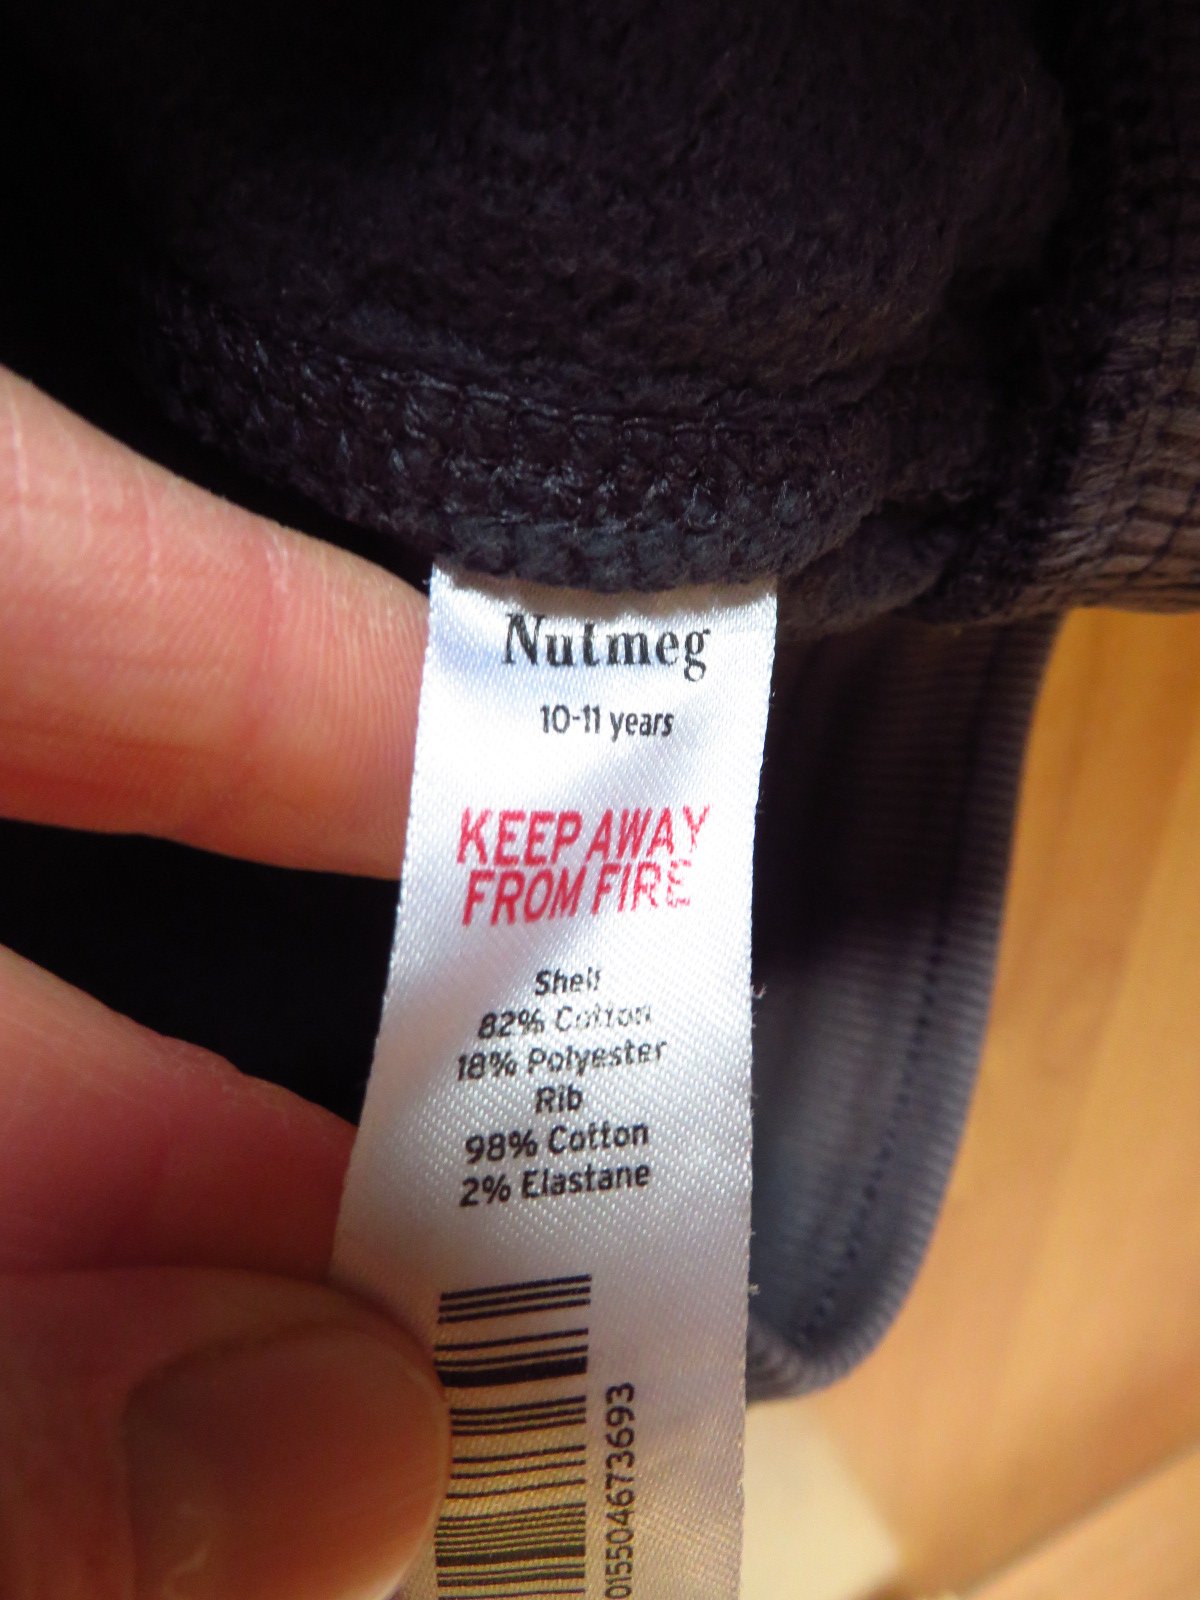 Nutmeg
10-11 years
KEEP AWAY
FROM FIRE
Shell
82% Cotton
18% Polyester
Rib
98% Cotton
2% Elastane
015504673693